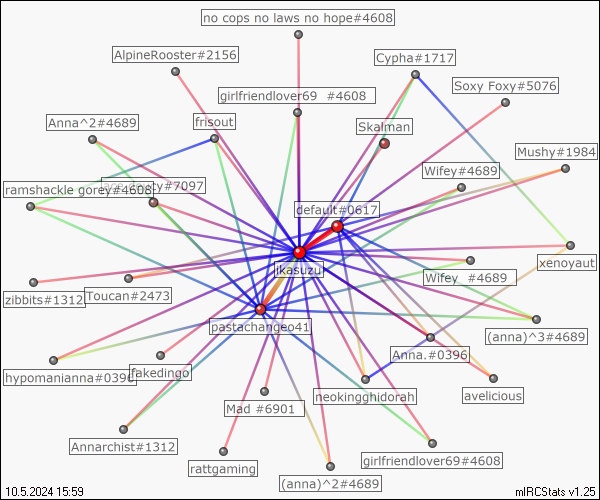 no cops no laws no hope#4608
AlpineRooster#2156
Cypha#1717
Soxy Foxy#5076
girlfriendlover69 #4608
Anna^2#4689
frisout
Skalman
Mushy#1984
Wifey#4689
ramshackle gorey#4608
#7097
default#0617
ikasuzu
xenoyaut
Wifey #4689
zibbits#1312
Toucan#2473
pastachangeo41
(anna)^3#4689
Anna.#0396
hypomanianna#0396
fakedingo
neokingghidorah
avelicious
Mad #6901
Annarchist#1312
girlfriendlover69#4608
rattgaming
(anna)^2#4689
10.5.2024 15:59
mIRCStats v1.25